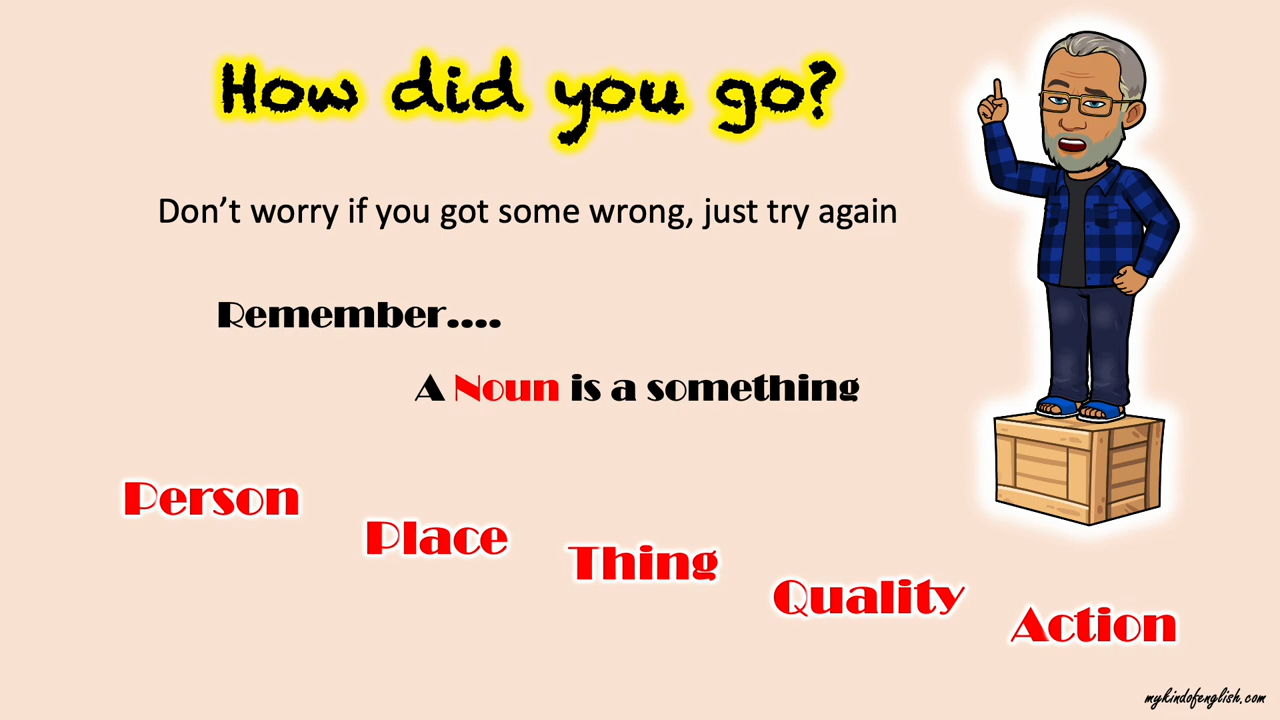 How did you go?
Don't worry if you got some wrong, just try again
Remember....
A Noun is a something
Person
Place
Thing
Quality
Action
mykindofenglish.com